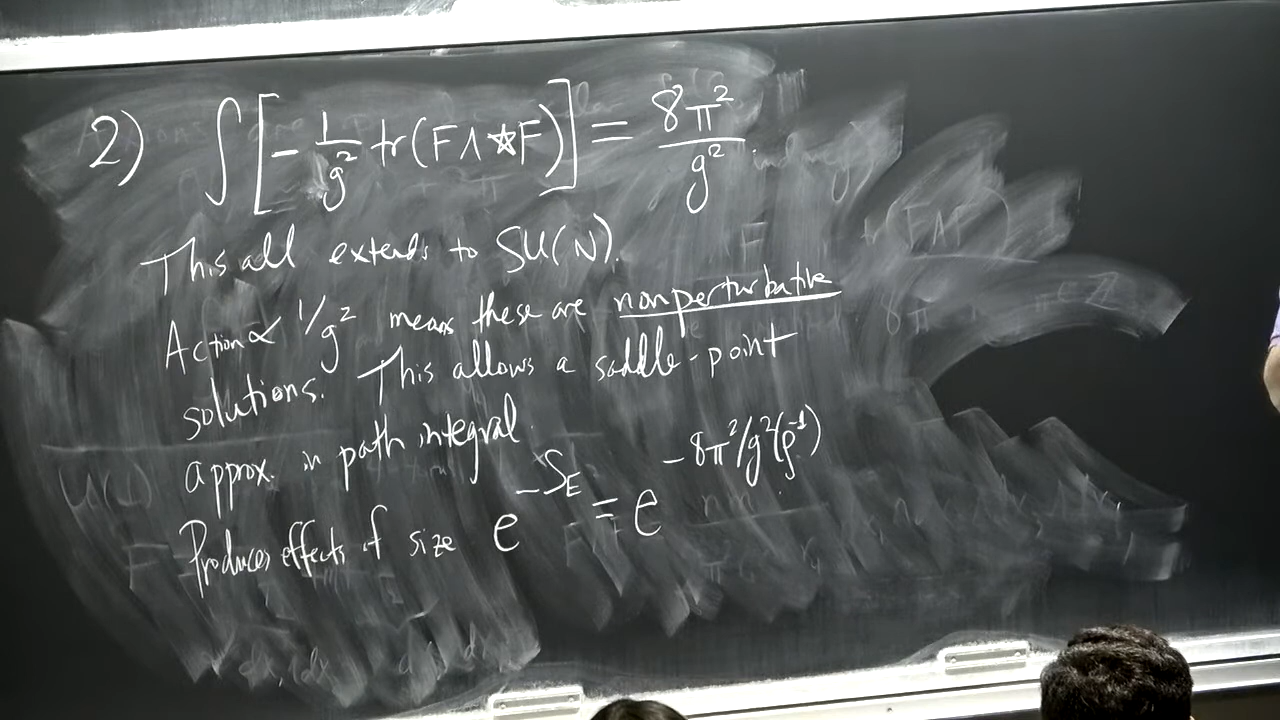 2) ∫[-1/g² tr(F∧★F)] = 8π²/g².
This all extends to SU(N).
Action ∝ 1/g² means these are nonperturbative
solutions. This allows a saddle-point
approx. in path integral.
Produces effects of size e^{-S_E} = e^{-8π²/g²(ρ^{-1})}